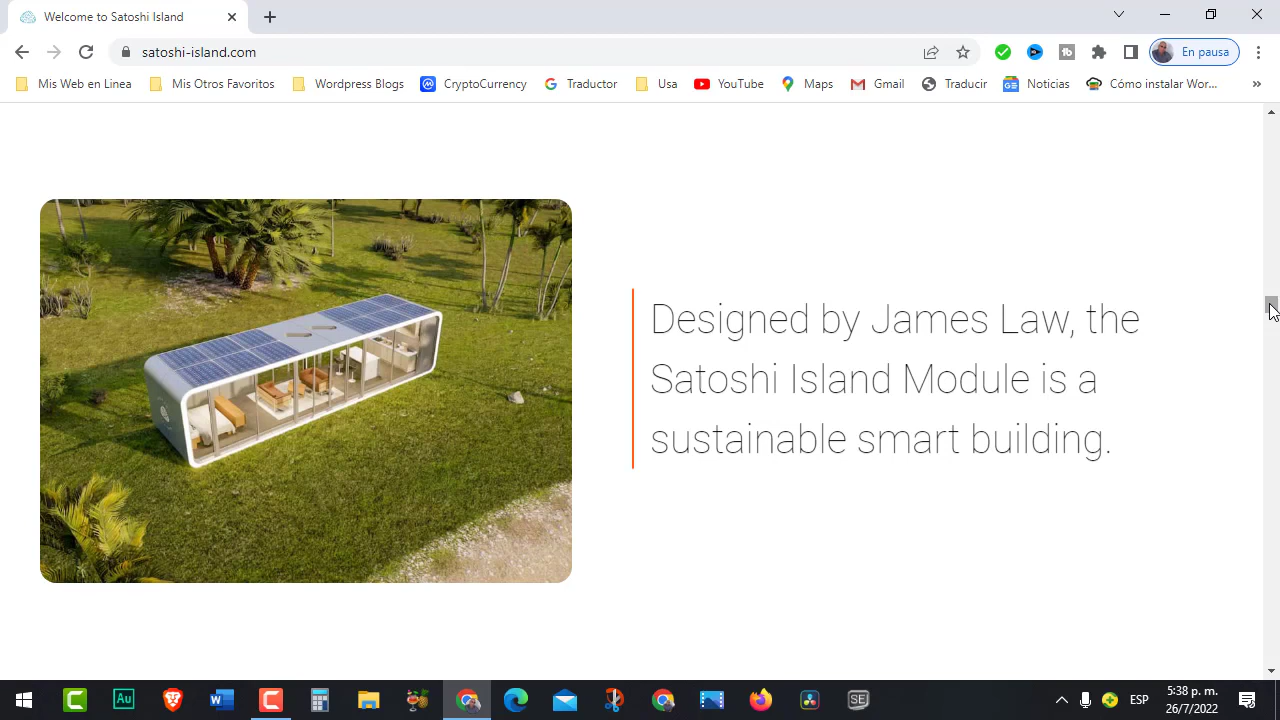 Welcome to Satoshi Island
satoshi-island.com
En pausa
Mis Web en Linea
Mis Otros Favoritos
Wordpress Blogs
CryptoCurrency
Traductor
Usa
YouTube
Maps
Gmail
Traducir
Noticias
Cómo instalar Wor...
Designed by James Law, the
Satoshi Island Module is a
sustainable smart building.
ESP
5:38 p. m.
26/7/2022